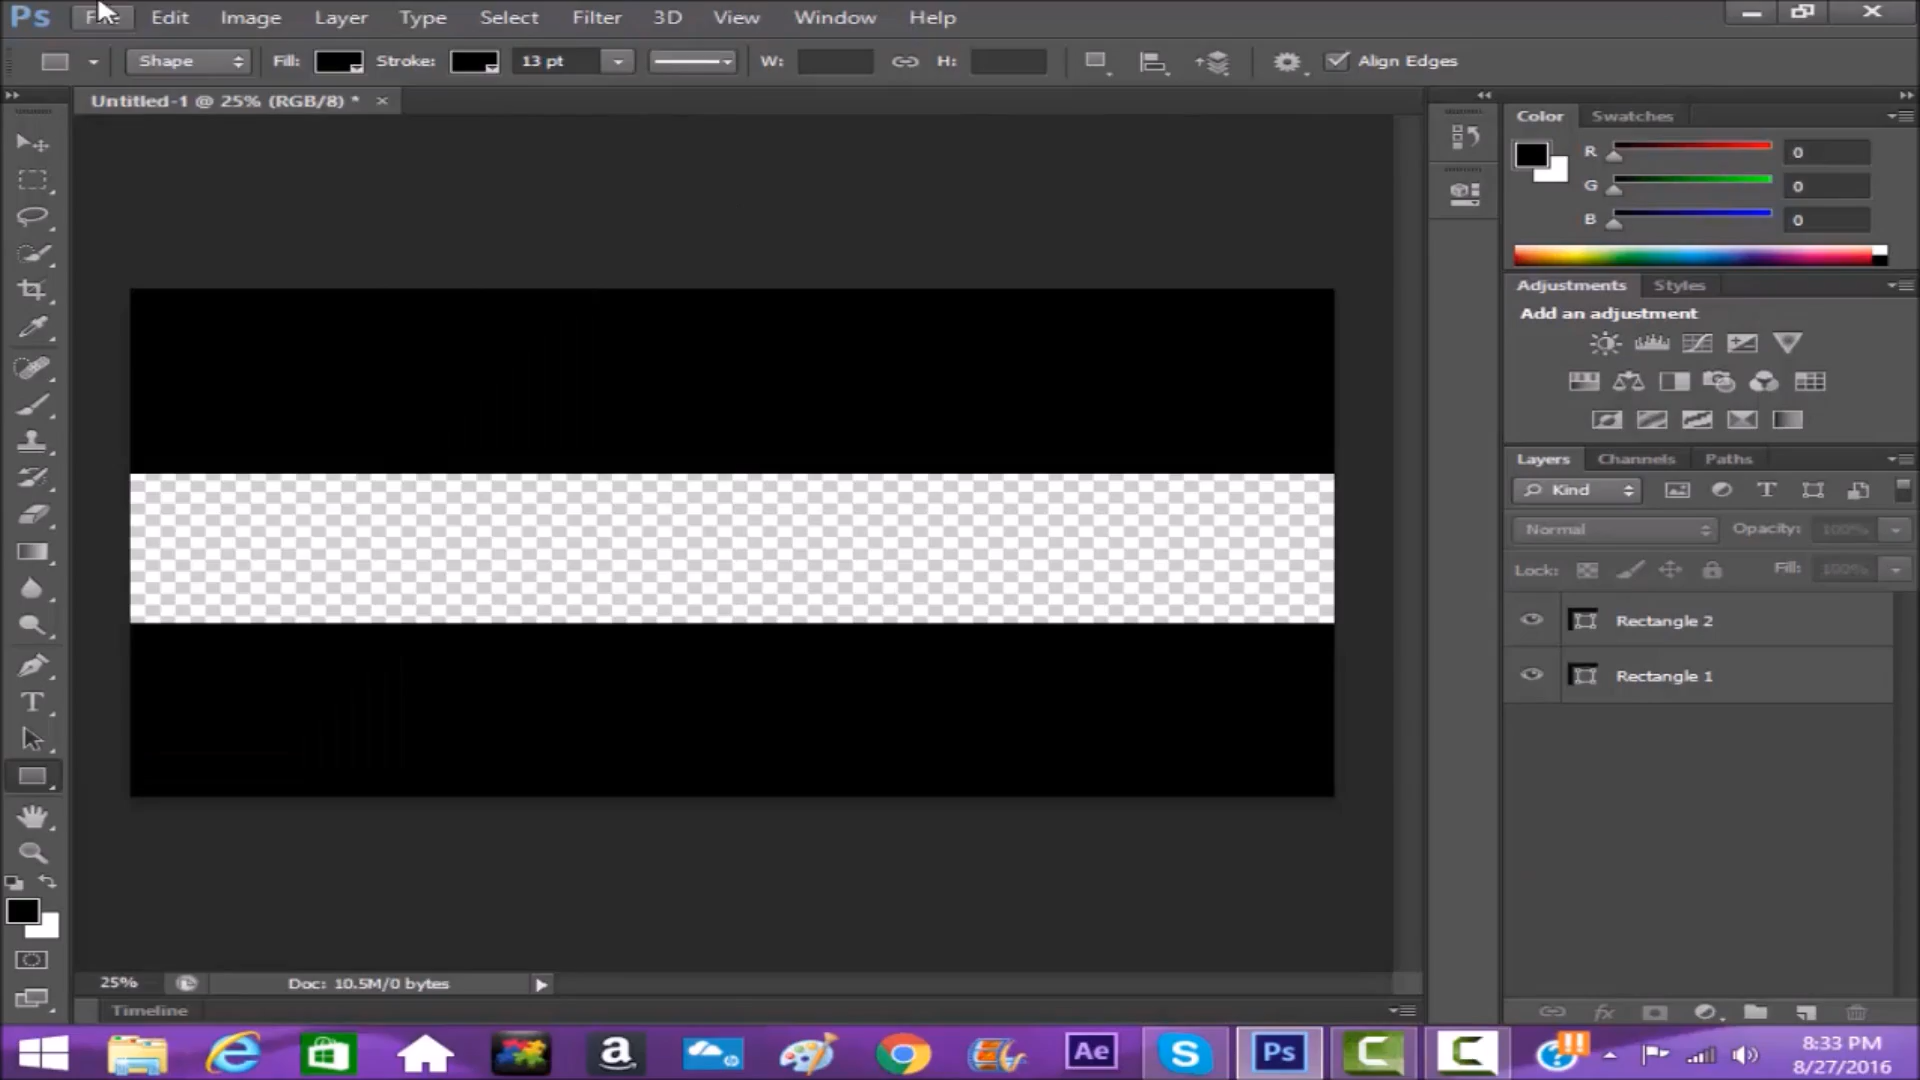 Ps File Edit Image Layer Type Select Filter 3D View Window Help
Shape Fill: Stroke: 13 pt W: H: Align Edges
Untitled-1 @ 25% (RGB/8) * ×
Color Swatches
R 0
G 0
B 0
Adjustments Styles
Add an adjustment
Layers Channels Paths
Kind
Normal Opacity: 100%
Lock: Fill: 100%
Rectangle 2
Rectangle 1
T
fx
25% Doc: 10.5M/0 bytes
Timeline
a Ae S Ps C C ?
8:33 PM
8/27/2016